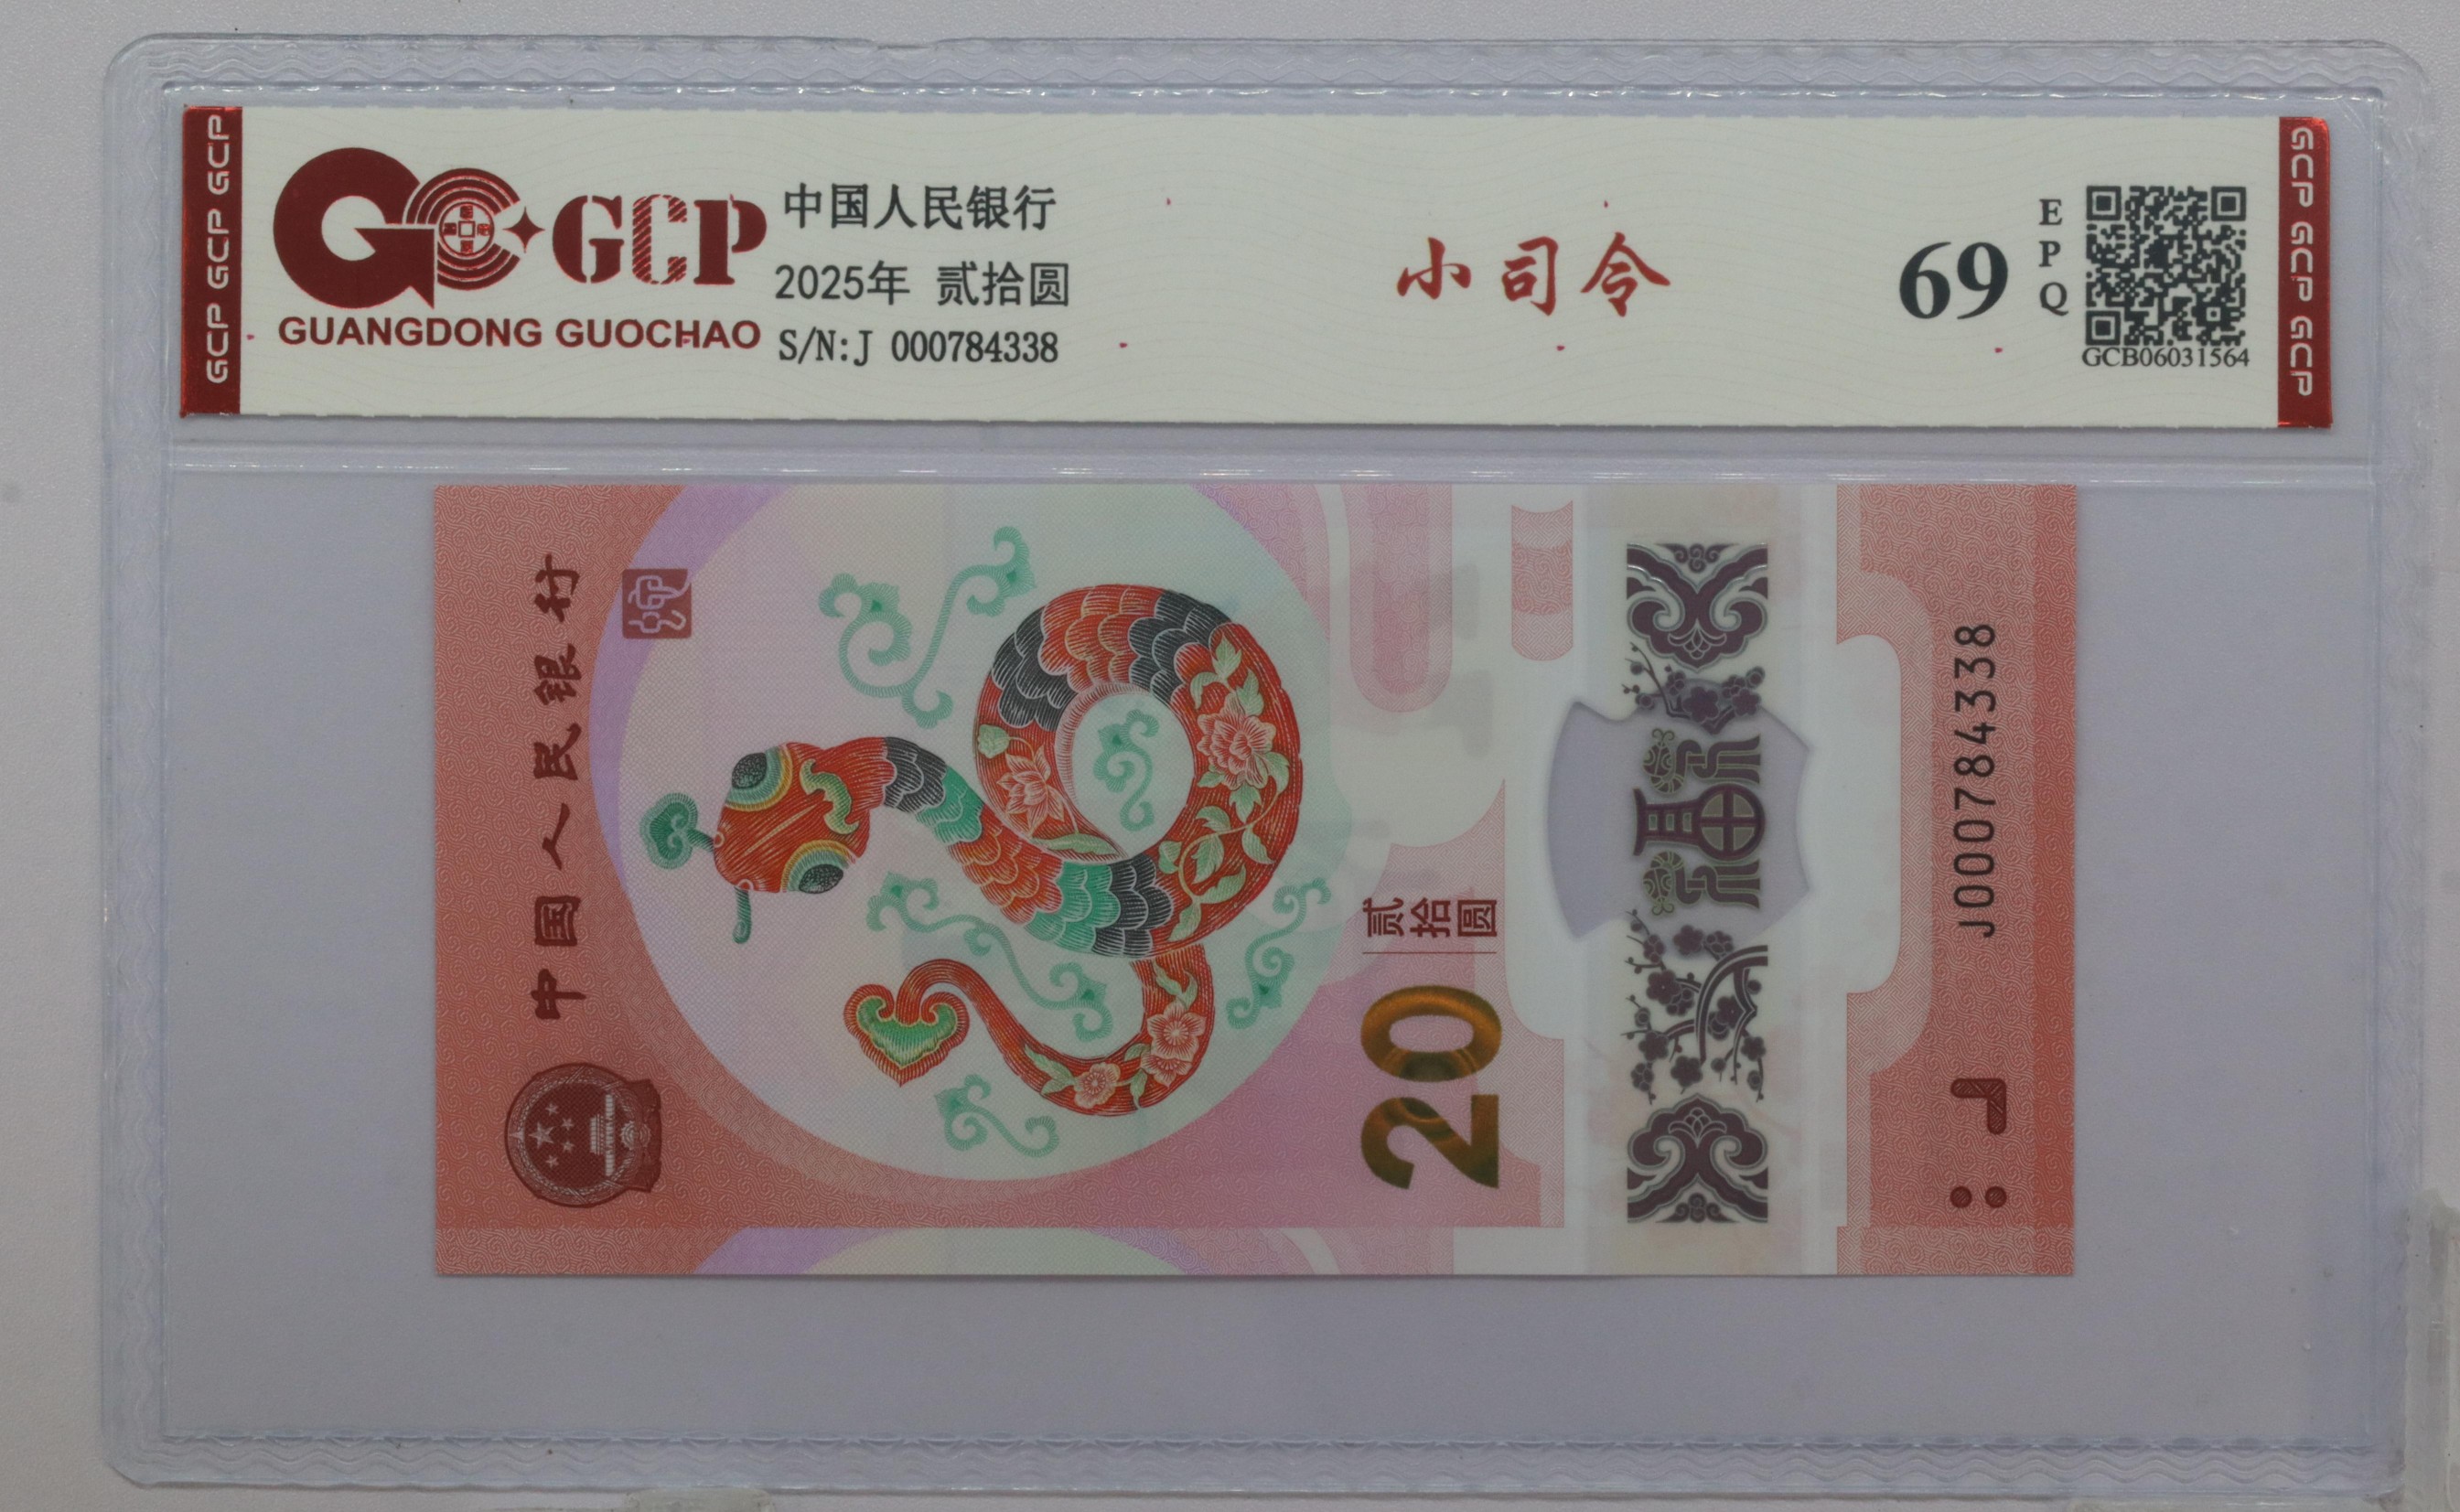 GCP GCP GCP
GCP
GUANGDONG GUOCHAO
中国人民银行
2025年 贰拾圆
S/N:J 000784338
小司令
69
EPQ
GCB06031564
GCP GCP GCP
中国人民银行
贰拾圆
20
福
J000784338